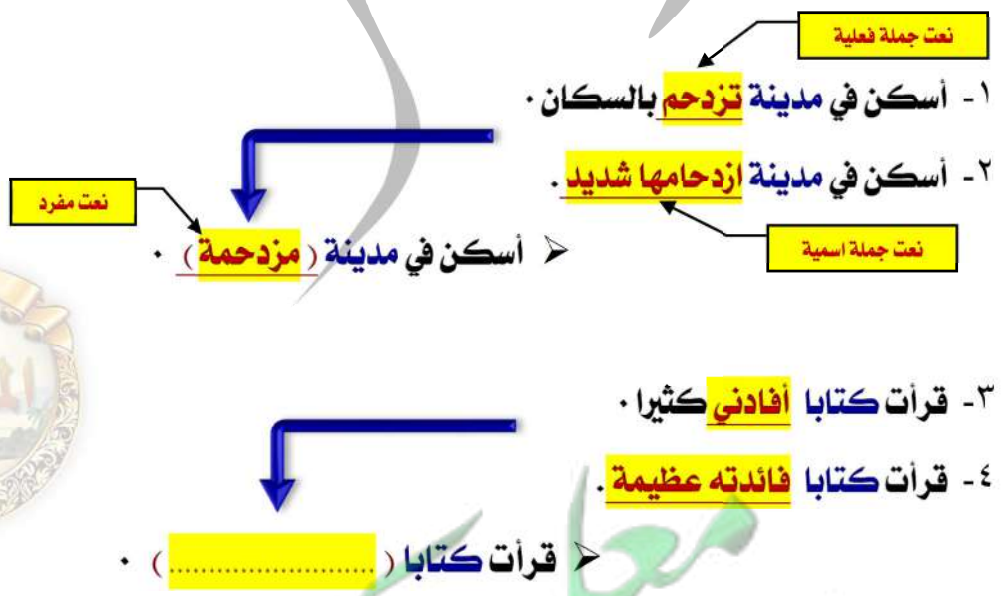 نعت جملة فعلية
١- أسكن في مدينة تزدحم بالسكان .
٢- أسكن في مدينة ازدحامها شديد .
نعت مفرد
نعت جملة اسمية
أسكن في مدينة ( مزدحمة ) .
٣- قرأت كتابا أفادني كثيرا .
٤- قرأت كتابا فائدته عظيمة .
قرأت كتابا ( ......................... ) .